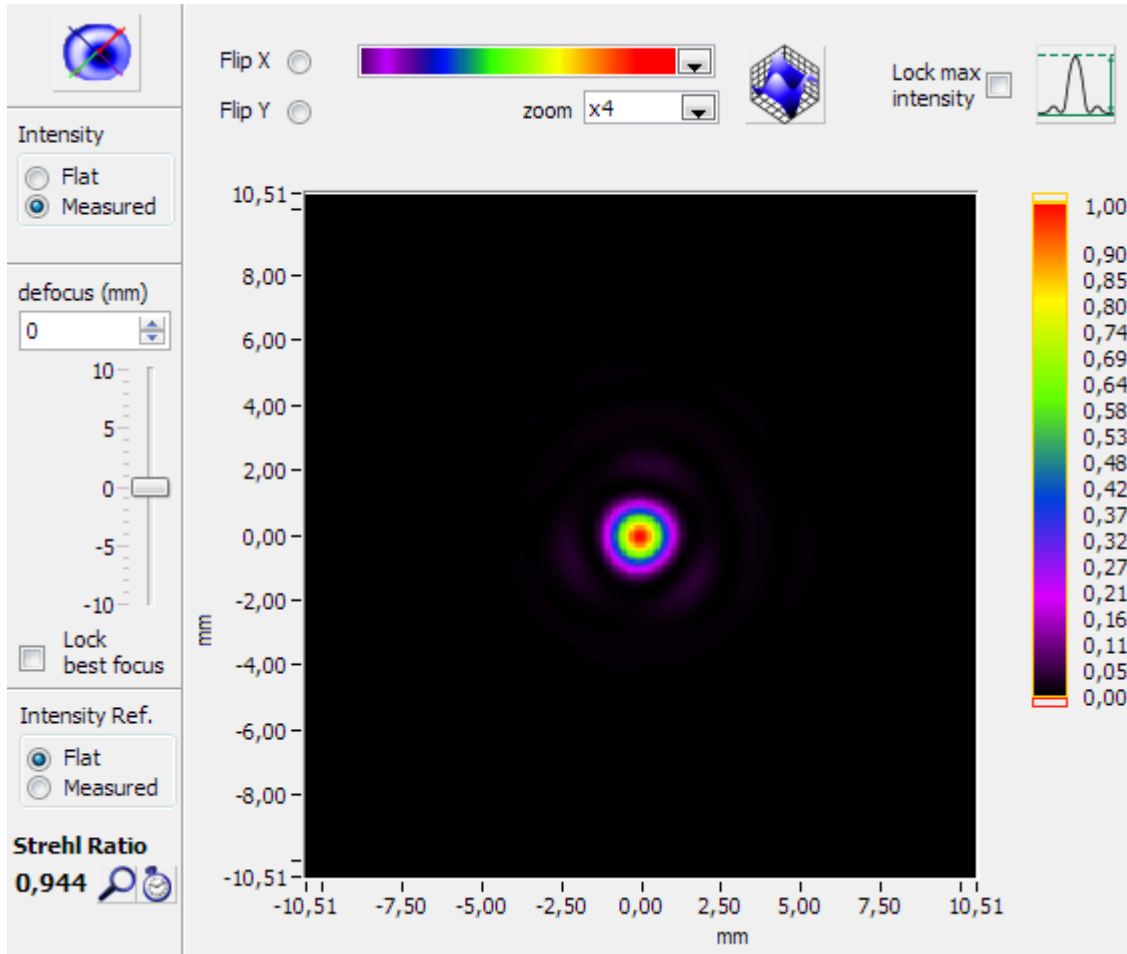 Flip X
Flip Y
zoom x4
Lock max
intensity
Intensity
Flat
Measured
defocus (mm)
0
10
5
0
-5
-10
Lock
best focus
Intensity Ref.
Flat
Measured
Strehl Ratio
0,944
10,51
8,00
6,00
4,00
2,00
0,00
-2,00
-4,00
-6,00
-8,00
-10,51
mm
-10,51 -7,50 -5,00 -2,50 0,00 2,50 5,00 7,50 10,51
mm
1,00
0,90
0,85
0,80
0,74
0,69
0,64
0,58
0,53
0,48
0,42
0,37
0,32
0,27
0,21
0,16
0,11
0,05
0,00